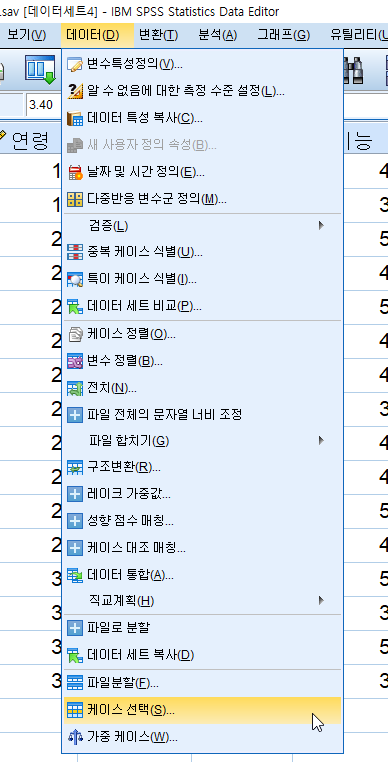 .sav [데이터세트4] - IBM SPSS Statistics Data Editor
보기(V) 데이터(D) 변환(T) 분석(A) 그래프(G) 유틸리티(U
3.40
연령 기능
변수특성정의(V)...
알 수 없음에 대한 측정 수준 설정(L)...
데이터 특성 복사(C)...
새 사용자 정의 속성(B)...
날짜 및 시간 정의(E)...
다중반응 변수군 정의(M)...
검증(L)
중복 케이스 식별(U)...
특이 케이스 식별(I)...
데이터 세트 비교(P)...
케이스 정렬(O)...
변수 정렬(B)...
전치(N)...
파일 전체의 문자열 너비 조정
파일 합치기(G)
구조변환(R)...
레이크 가중값...
성향 점수 매칭...
케이스 대조 매칭...
데이터 통합(A)...
직교계획(H)
파일로 분할
데이터 세트 복사(D)
파일분할(F)...
케이스 선택(S)...
가중 케이스(W)...
1 4
1 3
2 5
2 4
2 5
2 4
2 4
2 3
2 4
2 4
2 5
2 4
3 5
3 3
3 5
3 3